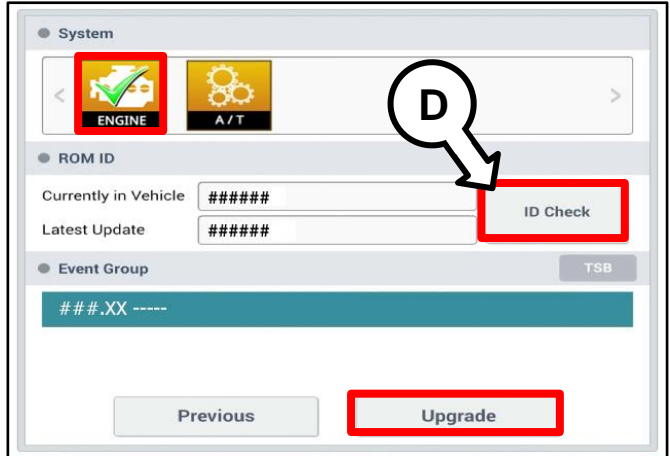 System
< ENGINE A/T >
D
ROM ID
Currently in Vehicle ######
ID Check
Latest Update ######
Event Group TSB
###.XX -----
Previous Upgrade